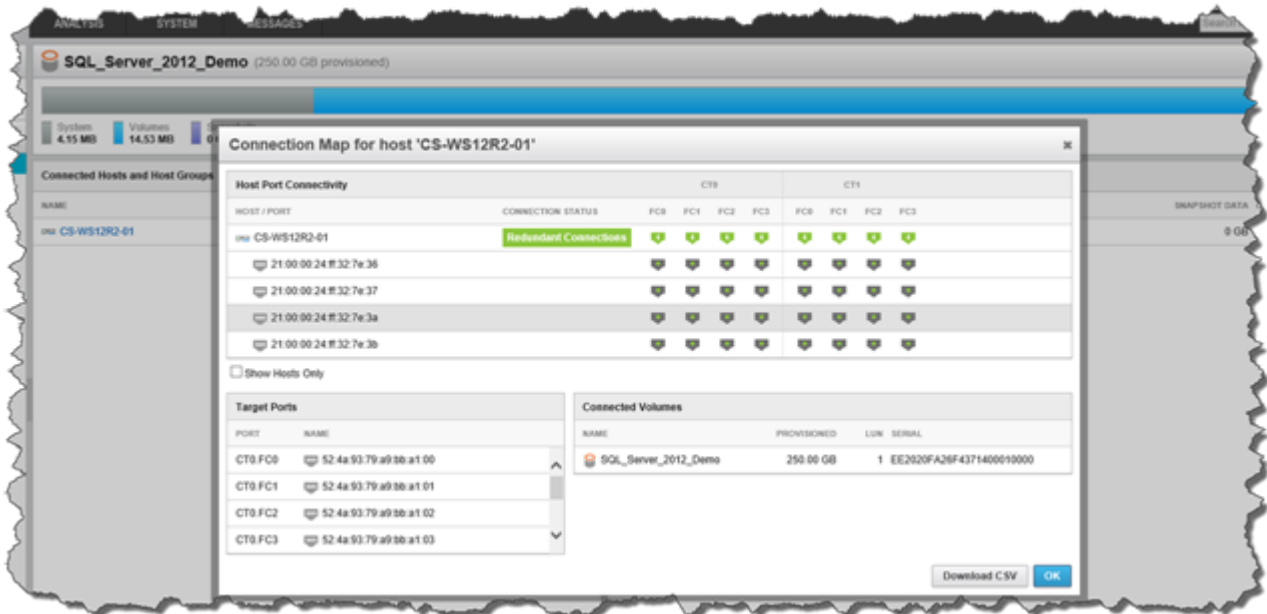 ANALYSIS SYSTEM MESSAGES Search
SQL_Server_2012_Demo (250.00 GB provisioned)
System Volumes
4.15 MB 14.53 MB
Connection Map for host 'CS-WS12R2-01'
Connected Hosts and Host Groups
Host Port Connectivity CT0 CT1
NAME HOST / PORT CONNECTION STATUS FC0 FC1 FC2 FC3 FC0 FC1 FC2 FC3 SNAPSHOT DATA
CS-WS12R2-01 CS-WS12R2-01 Redundant Connections 0 GB
21:00:00:24:ff:32:7e:36
21:00:00:24:ff:32:7e:37
21:00:00:24:ff:32:7e:3a
21:00:00:24:ff:32:7e:3b
Show Hosts Only
Target Ports
PORT NAME
CT0.FC0 52:4a:93:79:a9:bb:a1:00
CT0.FC1 52:4a:93:79:a9:bb:a1:01
CT0.FC2 52:4a:93:79:a9:bb:a1:02
CT0.FC3 52:4a:93:79:a9:bb:a1:03
Connected Volumes
NAME PROVISIONED LUN SERIAL
SQL_Server_2012_Demo 250.00 GB 1 EE2020FA26F4371400010000
Download CSV OK